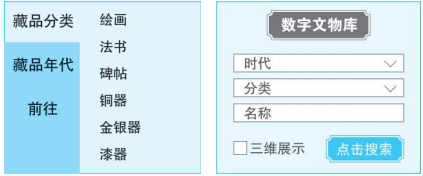 藏品分类
藏品年代
前往
绘画
法书
碑帖
铜器
金银器
漆器
数字文物库
时代
分类
名称
三维展示
点击搜索